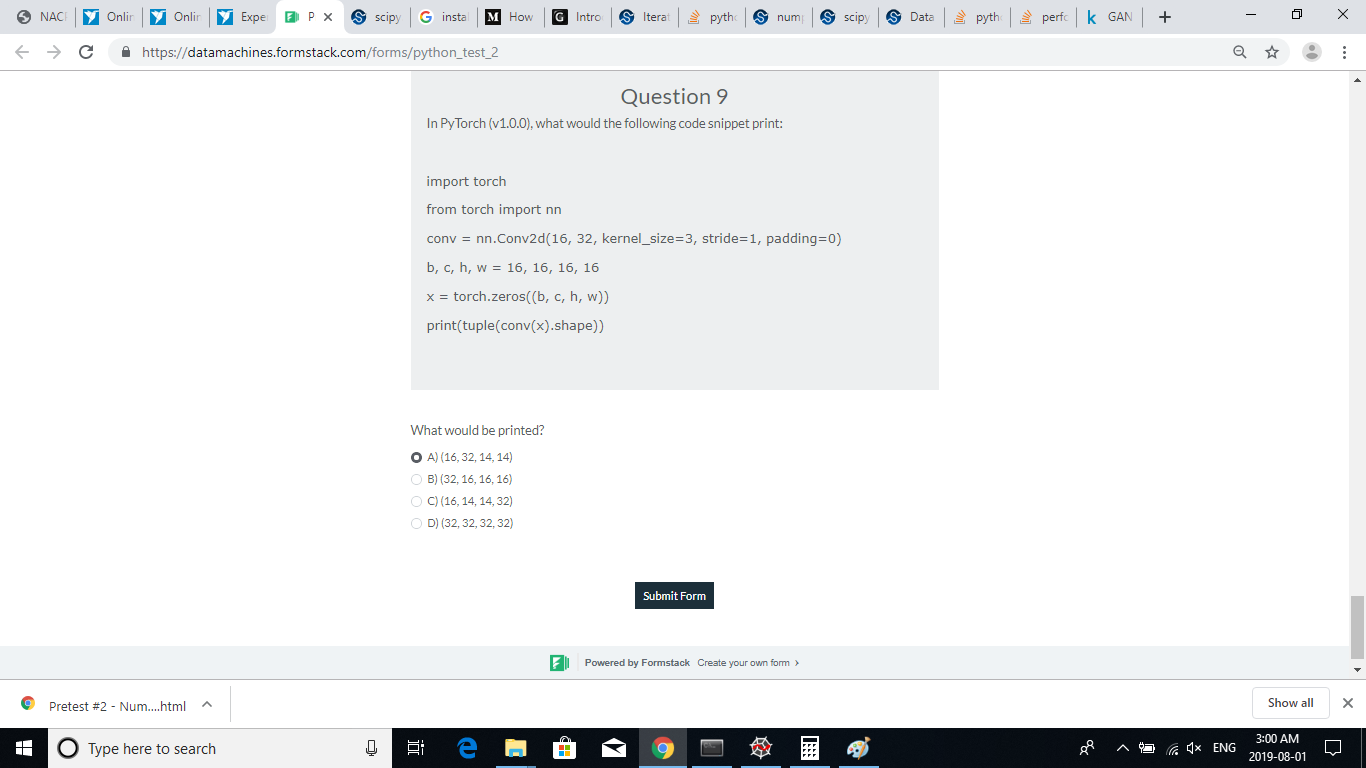 NACI
Onlin
Onlin
Expe
P
scipy
insta
How
Intro
Iterat
pytho
num
scipy
Data
pyth
perfo
GAN
https://datamachines.formstack.com/forms/python_test_2
Question 9
In PyTorch (v1.0.0), what would the following code snippet print:
import torch
from torch import nn
conv = nn.Conv2d(16, 32, kernel_size=3, stride=1, padding=0)
b, c, h, w = 16, 16, 16, 16
x = torch.zeros((b, c, h, w))
print(tuple(conv(x).shape))
What would be printed?
A) (16, 32, 14, 14)
B) (32, 16, 16, 16)
C) (16, 14, 14, 32)
D) (32, 32, 32, 32)
Submit Form
Powered by Formstack Create your own form
Pretest #2 - Num....html
Show all
Type here to search
ENG
3:00 AM
2019-08-01